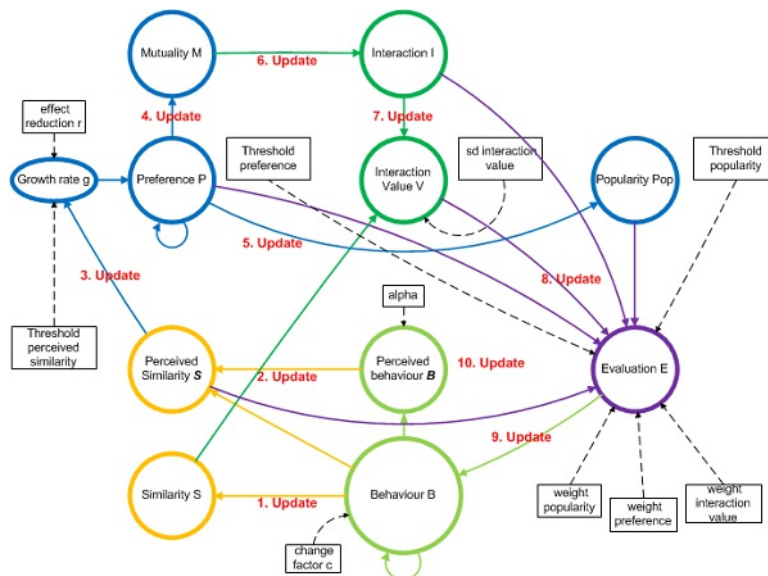 Mutuality M
6. Update
Interaction I
effect
reduction r
4. Update
7. Update
Threshold
preference
sd interaction
value
Threshold
popularity
Growth rate g
Preference P
Interaction
Value V
Popularity Pop
5. Update
3. Update
8. Update
alpha
Threshold
perceived
similarity
Perceived
Similarity S
2. Update
Perceived
behaviour B
10. Update
Evaluation E
9. Update
Similarity S
1. Update
Behaviour B
weight
popularity
weight
preference
weight
interaction
value
change
factor c